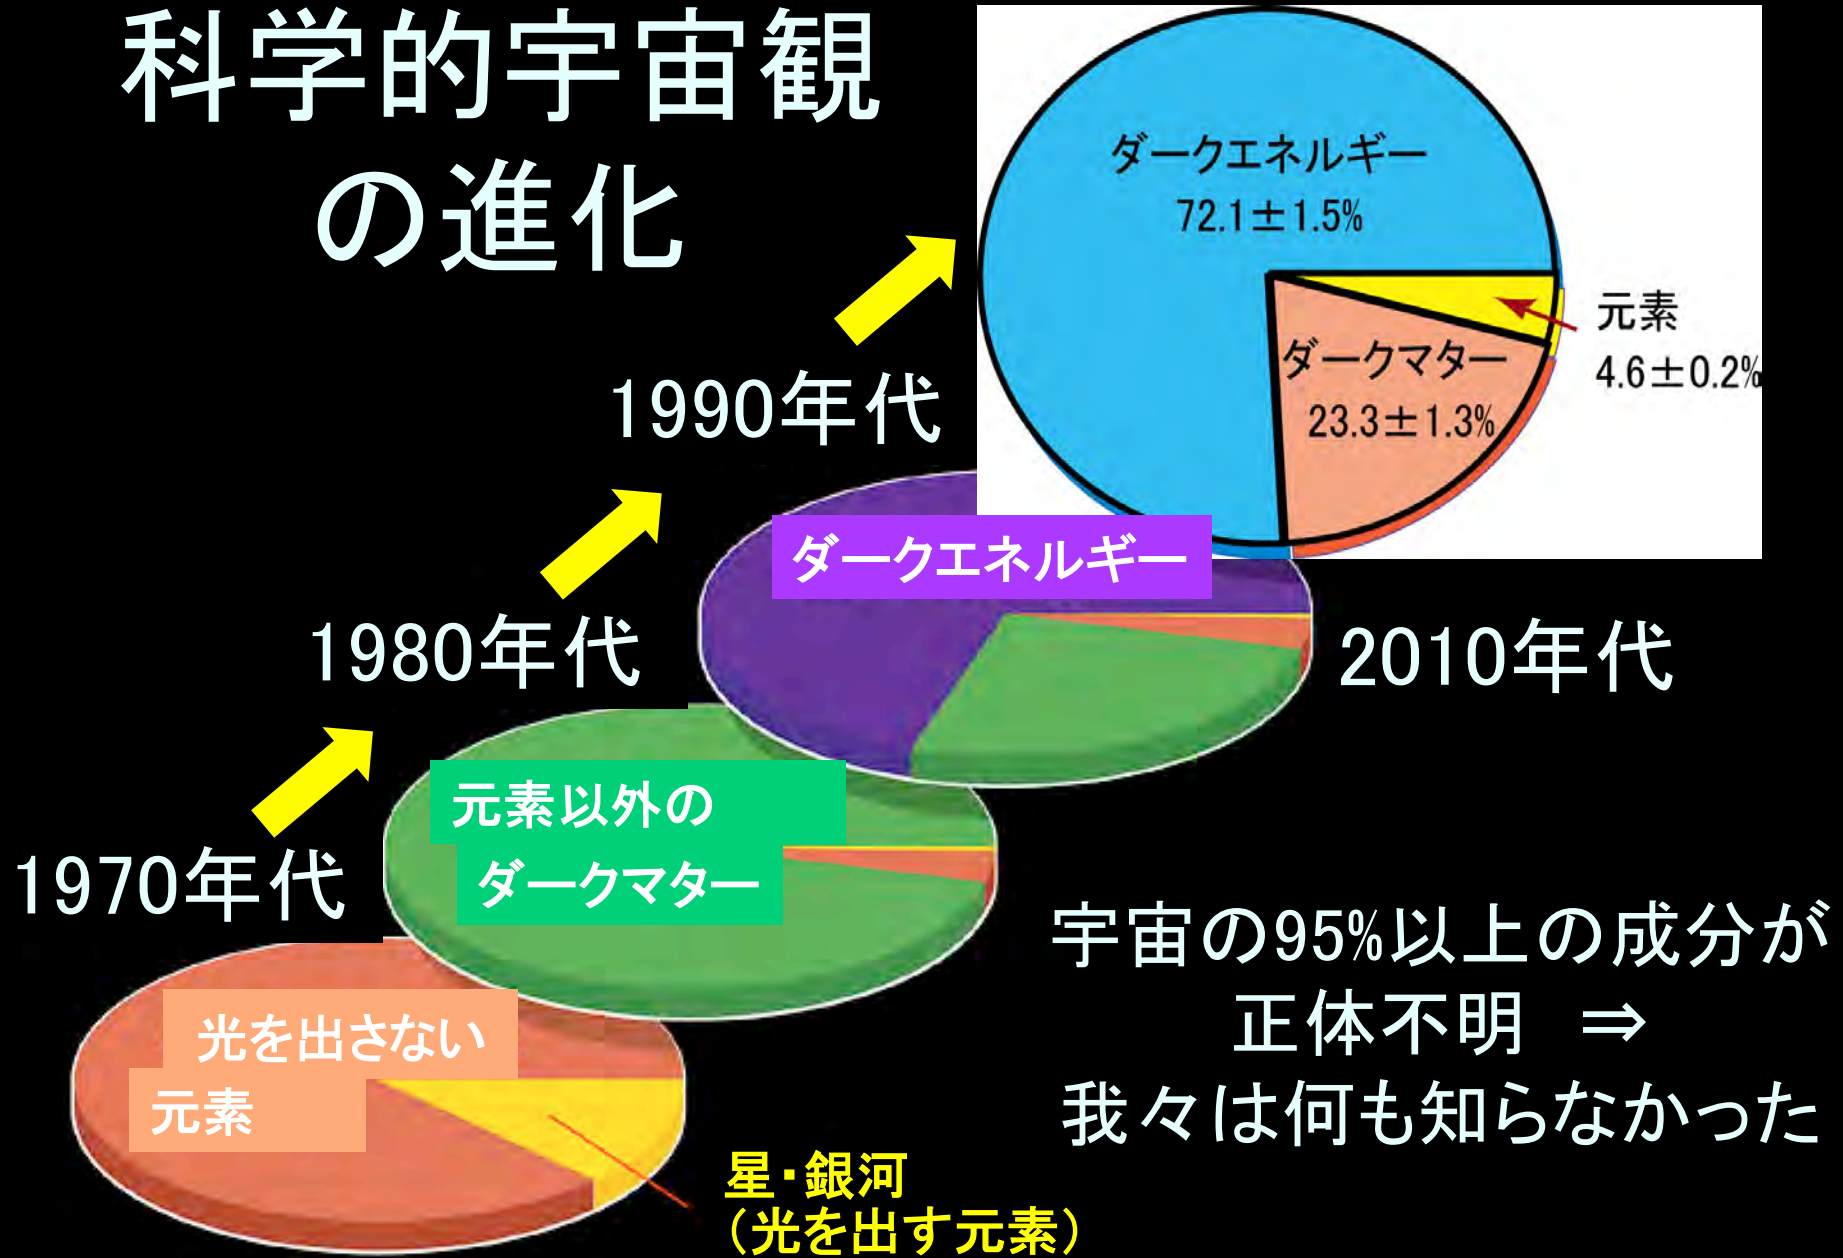 科学的宇宙観
の進化
ダークエネルギー
72.1±1.5%
元素
4.6±0.2%
ダークマター
23.3±1.3%
1990年代
ダークエネルギー
1980年代
2010年代
元素以外の
ダークマター
1970年代
宇宙の95%以上の成分が
正体不明 ⇒
我々は何も知らなかった
光を出さない
元素
星・銀河
（光を出す元素）